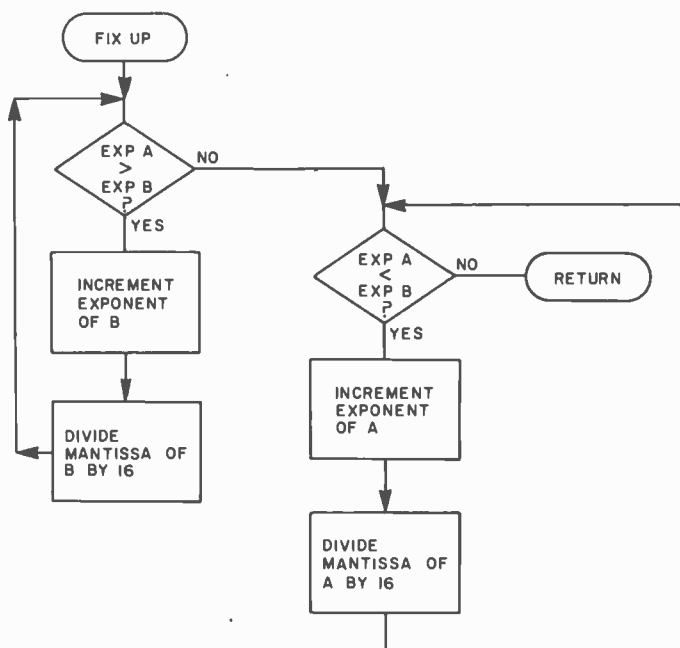 FIX UP
EXP A
>
EXP B
?
NO
YES
INCREMENT
EXPONENT
OF B
DIVIDE
MANTISSA OF
B BY 16
EXP A
<
EXP B
?
NO
RETURN
YES
INCREMENT
EXPONENT
OF A
DIVIDE
MANTISSA OF
A BY 16